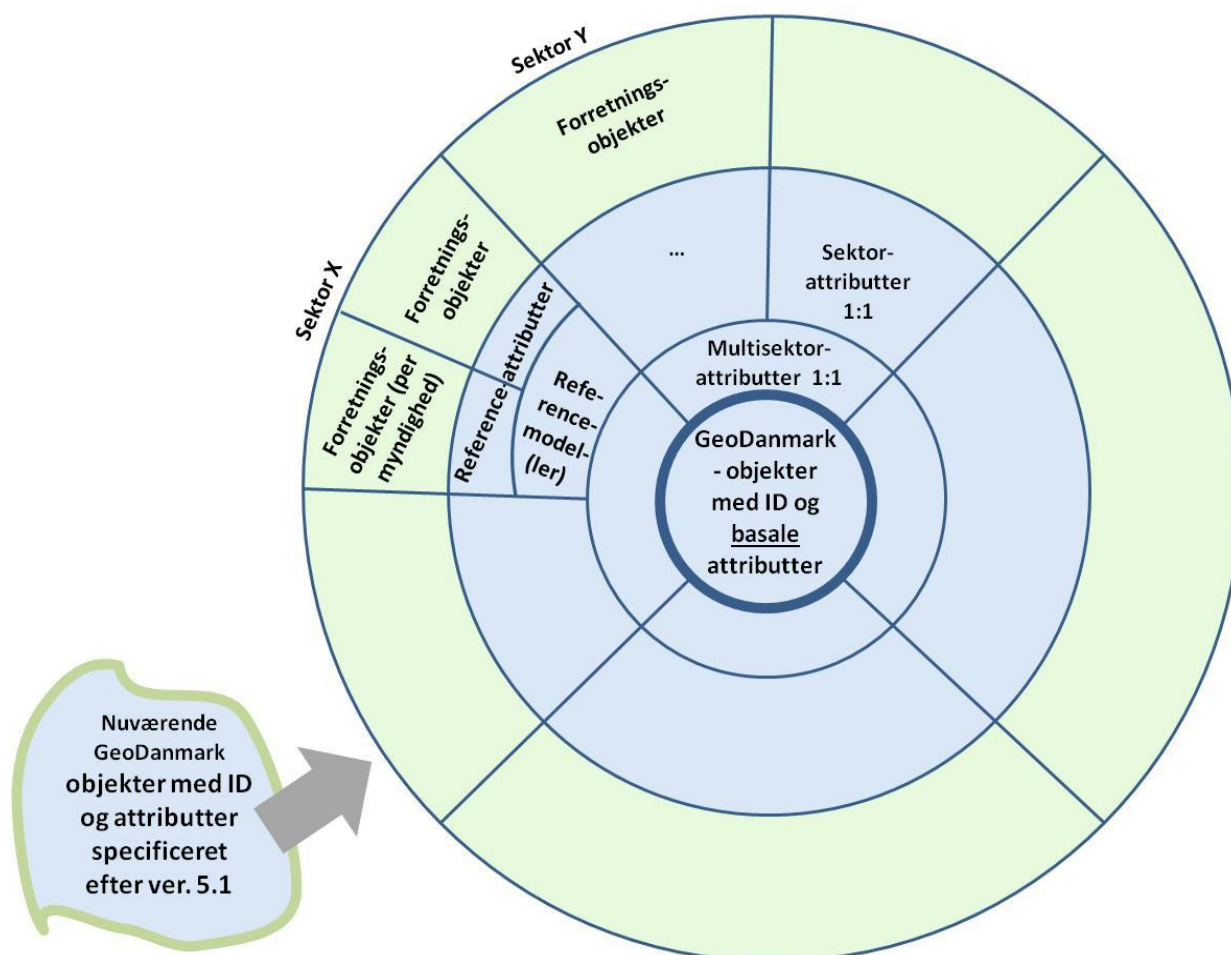 Sektor Y
Forretnings-
objekter
Sektor X
Forretnings-
objekter
Forretnings-
objekter (per
myndighed)
Reference-attributter
Refe-
rence-
model-
(ler)
...
Sektor-
attributter
1:1
Multisektor-
attributter 1:1
GeoDanmark
- objekter
med ID og
basale
attributter
Nuværende
GeoDanmark
objekter med ID
og attributter
specificeret
efter ver. 5.1